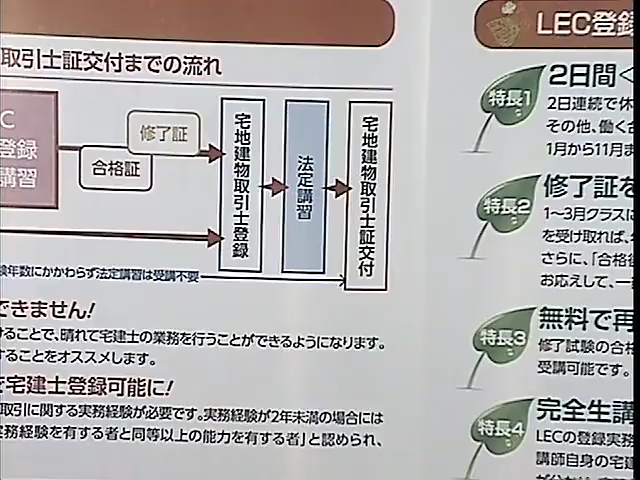 取引士証交付までの流れ
C
登録
講習
修了証
合格証
宅地建物取引士登録
法定講習
宅地建物取引士証交付
験年数にかかわらず法定講習は受講不要
できません!
けることで、晴れて宅建士の業務を行うことができるようになります。
することをオススメします。
宅建士登録可能に!
取引に関する実務経験が必要です。実務経験が2年未満の場合には
実務経験を有する者と同等以上の能力を有する者」と認められ、
LEC登録
特長1
2日間<
2日連続で休
その他、働く
1月から11月ま
特長2
修了証を
1~3月クラスに
を受け取れば、
さらに、「合格
お応えして、一
特長3
無料で再
修了試験の合格
受講可能です。
特長4
完全生講
LECの登録実務
講師自身の宅建